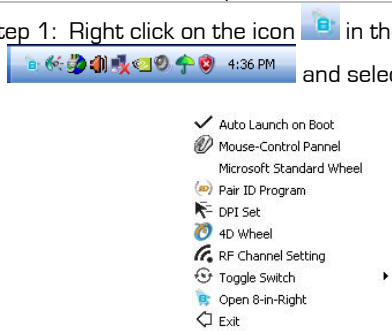 tep 1: Right click on the icon in th
4:36 PM and selec
Auto Launch on Boot
Mouse-Control Pannel
Microsoft Standard Wheel
Pair ID Program
DPI Set
4D Wheel
RF Channel Setting
Toggle Switch
Open 8-in-Right
Exit